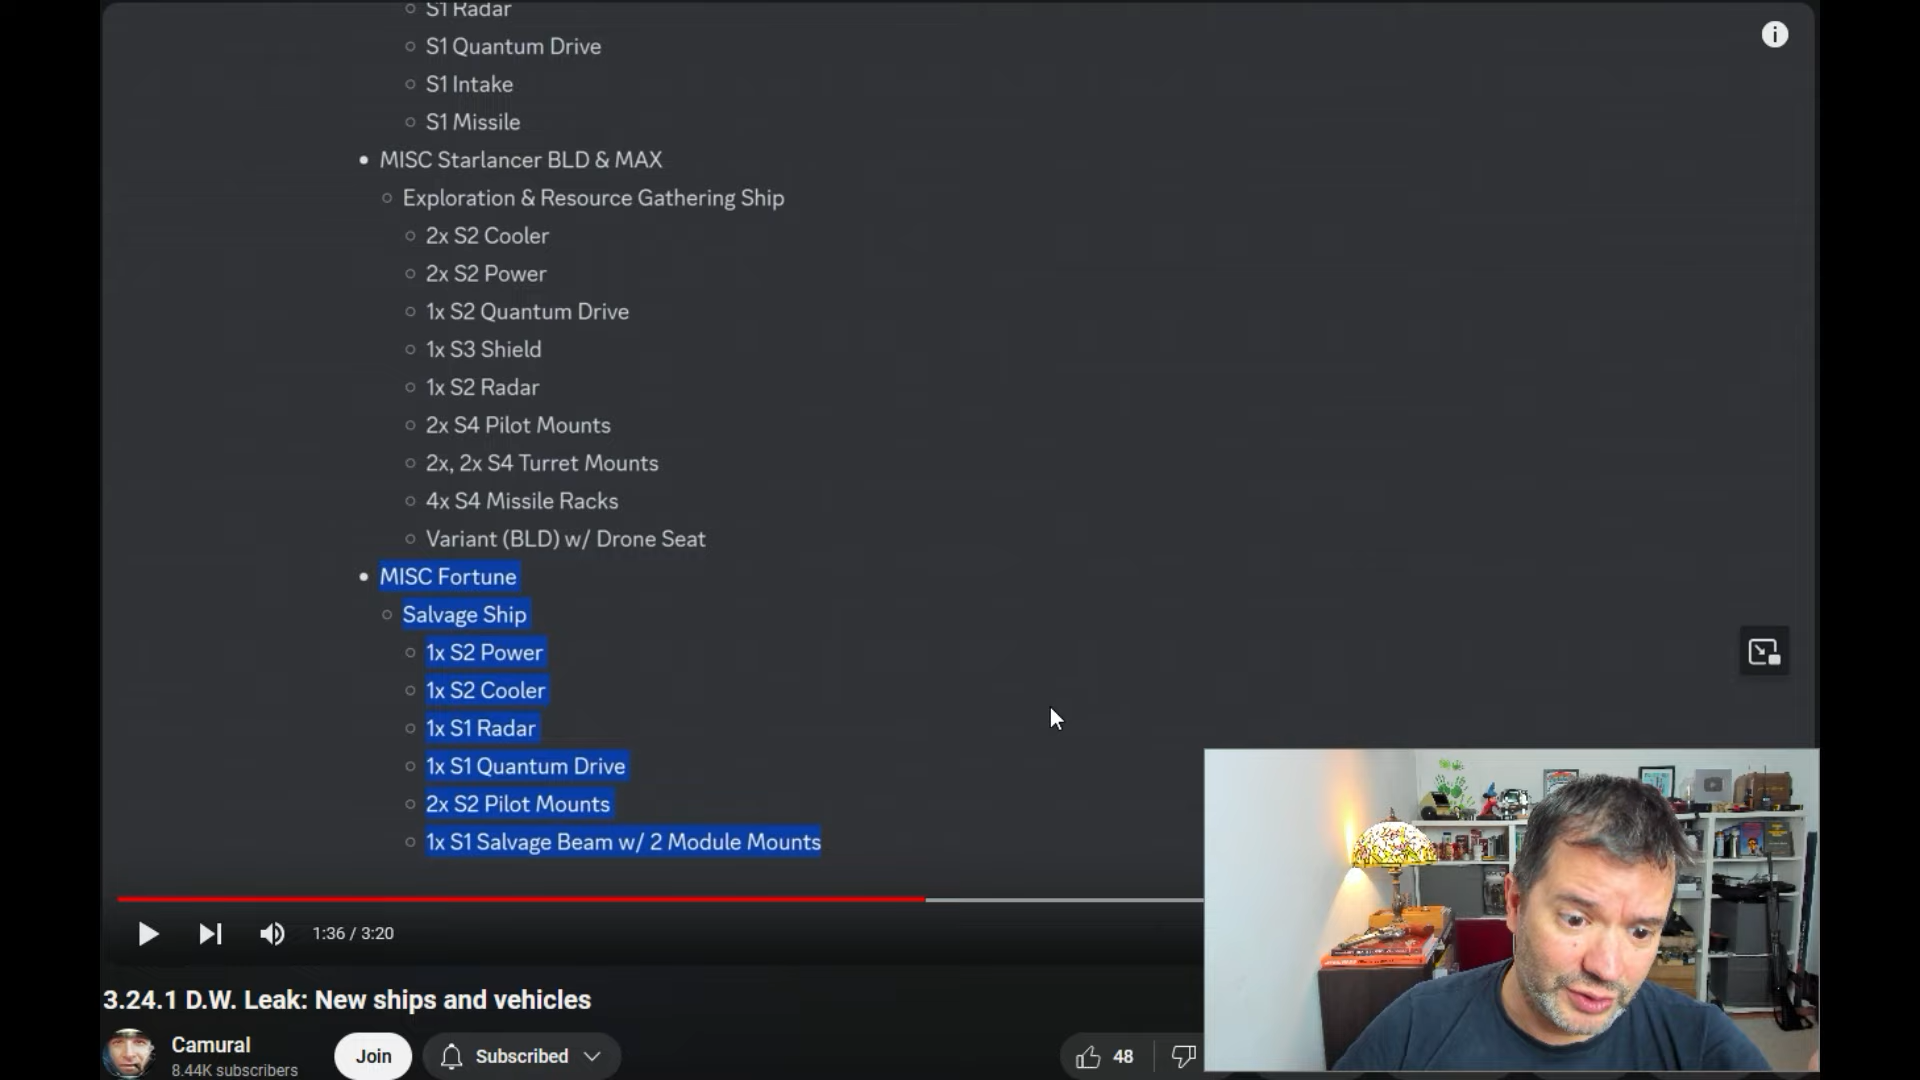 S1 Radar
S1 Quantum Drive
S1 Intake
S1 Missile
MISC Starlancer BLD & MAX
Exploration & Resource Gathering Ship
2x S2 Cooler
2x S2 Power
1x S2 Quantum Drive
1x S3 Shield
1x S2 Radar
2x S4 Pilot Mounts
2x, 2x S4 Turret Mounts
4x S4 Missile Racks
Variant (BLD) w/ Drone Seat
MISC Fortune
Salvage Ship
1x S2 Power
1x S2 Cooler
1x S1 Radar
1x S1 Quantum Drive
2x S2 Pilot Mounts
1x S1 Salvage Beam w/ 2 Module Mounts
1:36 / 3:20
3.24.1 D.W. Leak: New ships and vehicles
Camural
8.44K subscribers
Join
Subscribed
48